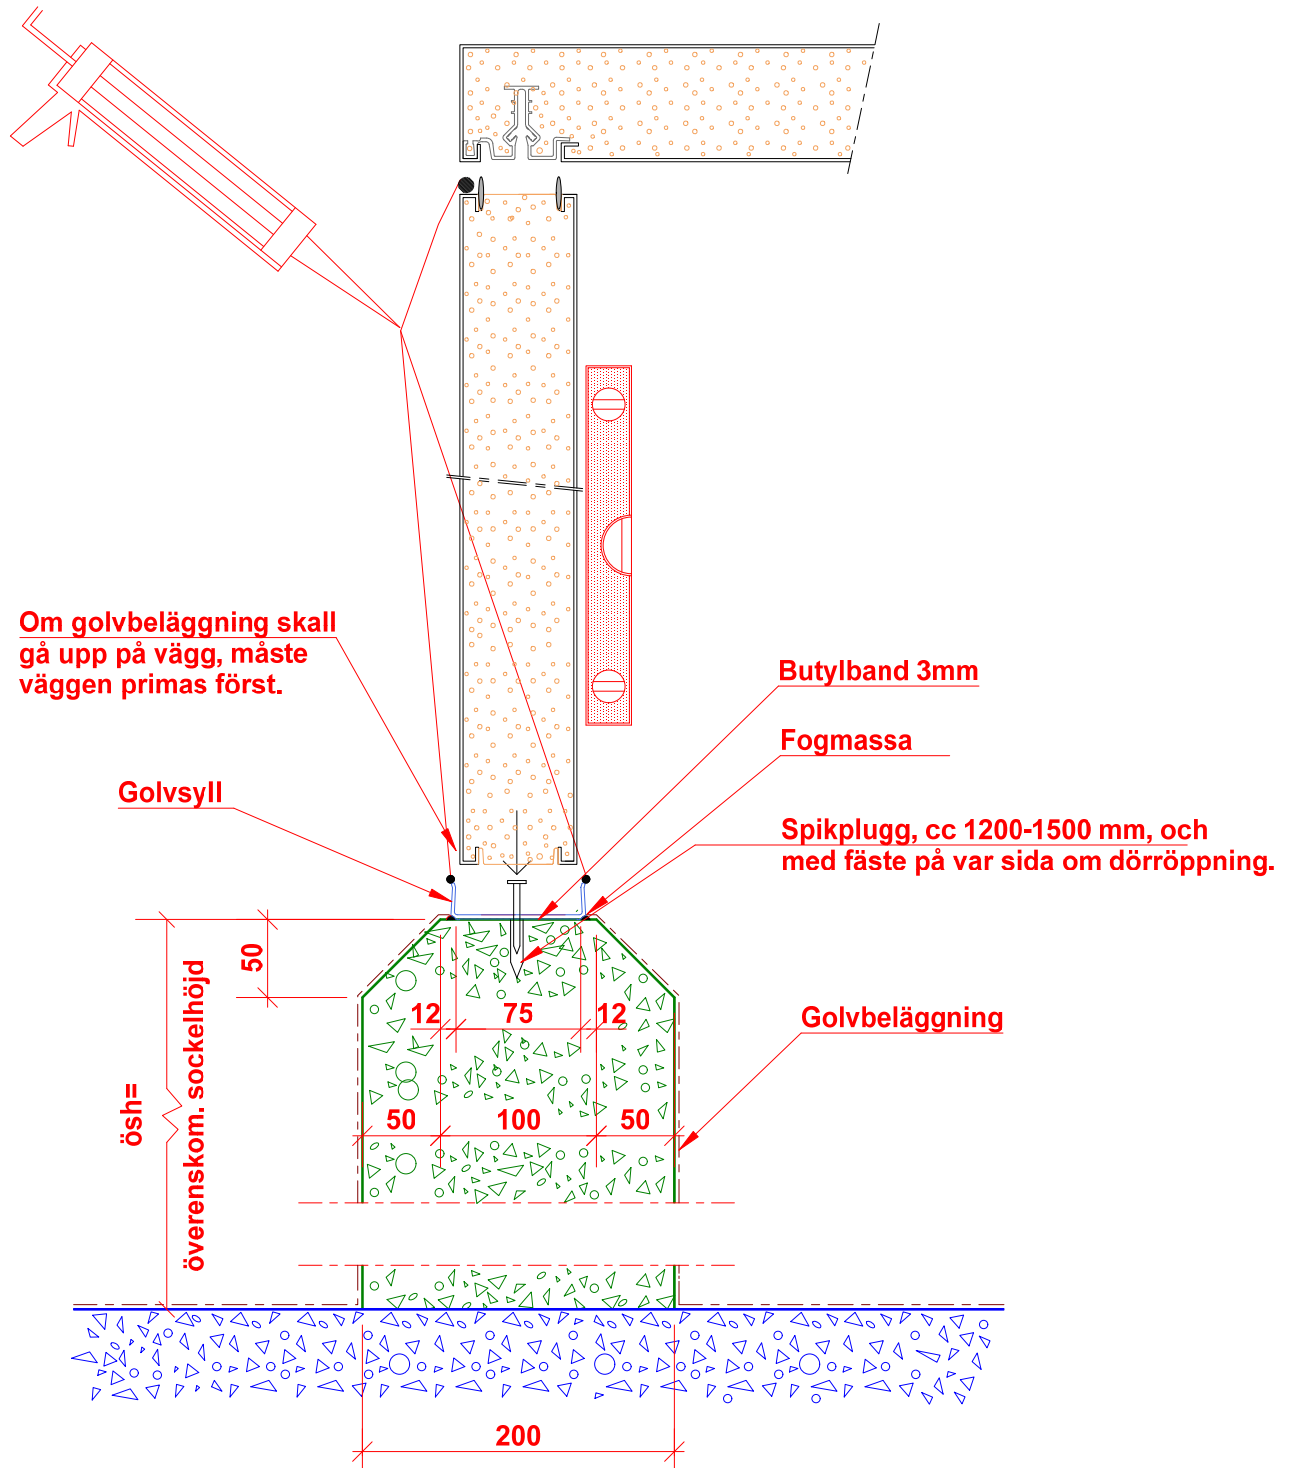 Om golvbeläggning skall
gå upp på vägg, måste
väggen primas först.
Butylband 3mm
Fogmassa
Golvsyll
Spikplugg, cc 1200-1500 mm, och
med fäste på var sida om dörröppning.
50
12
75
12
Golvbeläggning
ösh=
överenskom. sockelhöjd
50
100
50
200